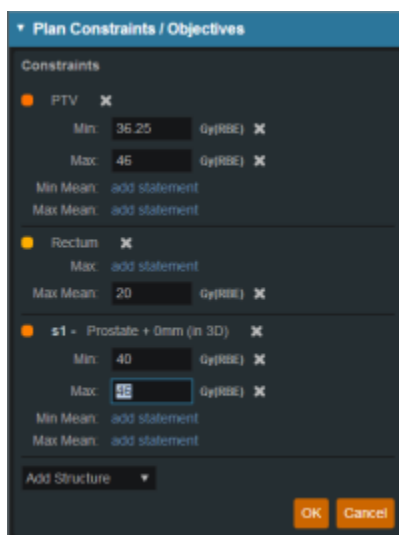 Plan Constraints / Objectives
Constraints
PTV
Min: 36.25 Gy(RBE)
Max: 46 Gy(RBE)
Min Mean: add statement
Max Mean: add statement
Rectum
Max: add statement
Max Mean: 20 Gy(RBE)
s1 - Prostate + 0mm (in 3D)
Min: 40 Gy(RBE)
Max: Gy(RBE)
Min Mean: add statement
Max Mean: add statement
Add Structure
OK Cancel